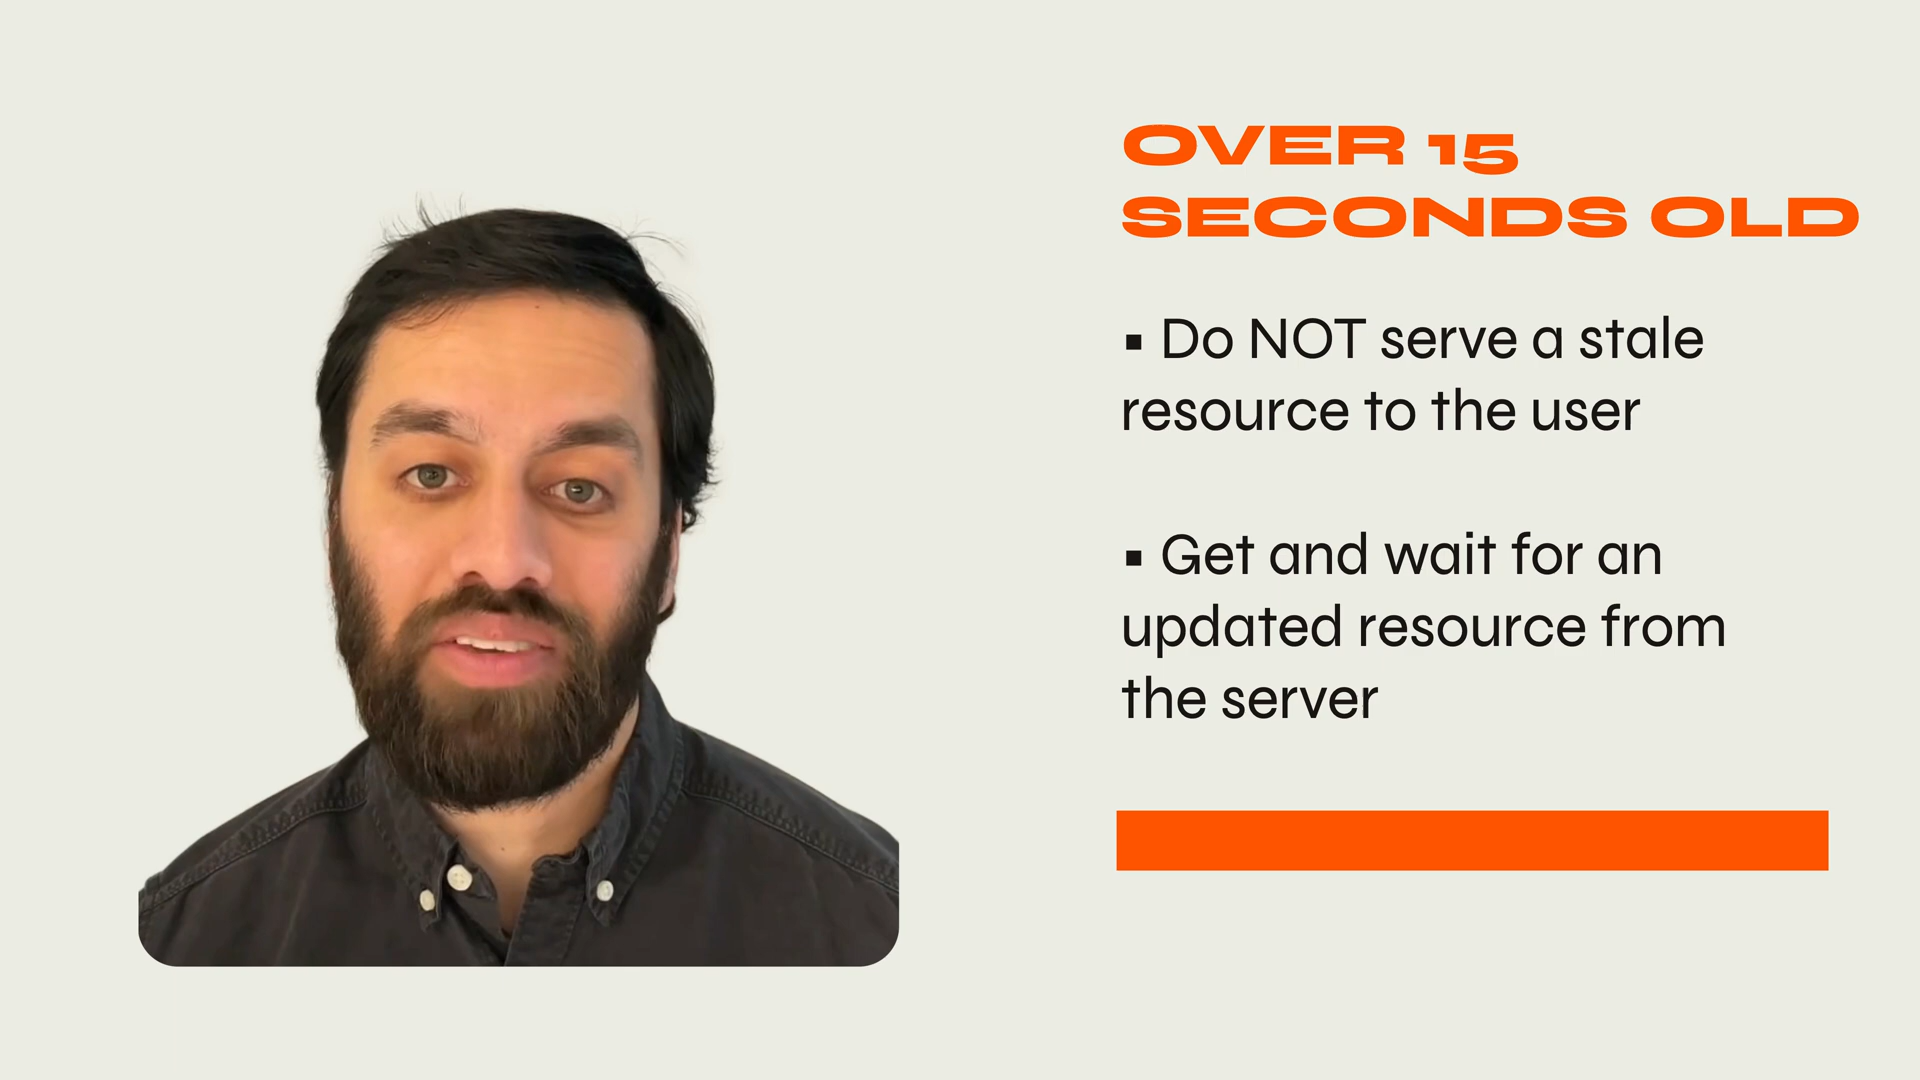 OVER 15
SECONDS OLD
▪ Do NOT serve a stale
resource to the user
▪ Get and wait for an
updated resource from
the server